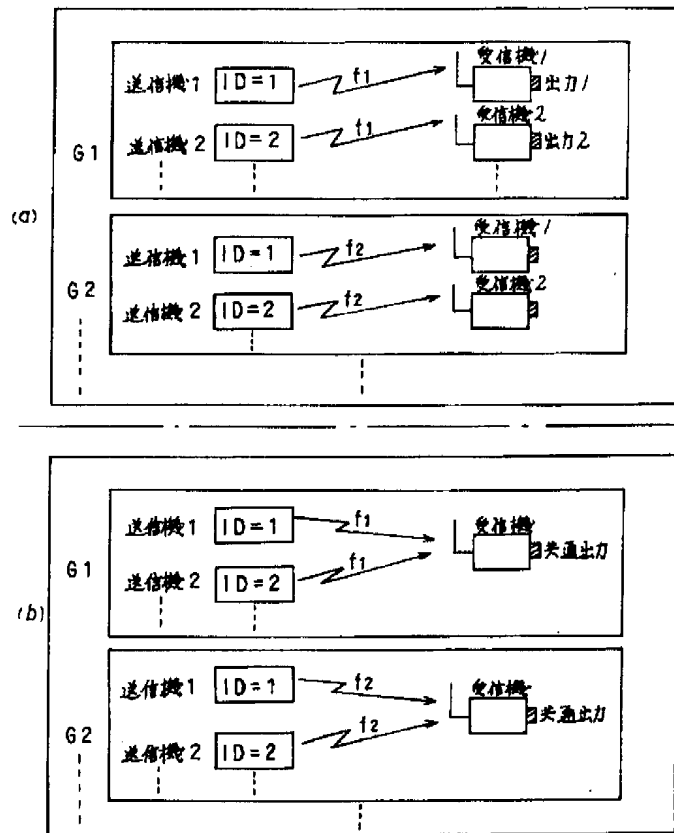 (a)
G1
送信機1 ID=1 f1 受信機1 出力1
送信機2 ID=2 f1 受信機2 出力2
G2
送信機1 ID=1 f2 受信機1
送信機2 ID=2 f2 受信機2
(b)
G1
送信機1 ID=1 f1 受信機 共通出力
送信機2 ID=2 f1
G2
送信機1 ID=1 f2 受信機 共通出力
送信機2 ID=2 f2